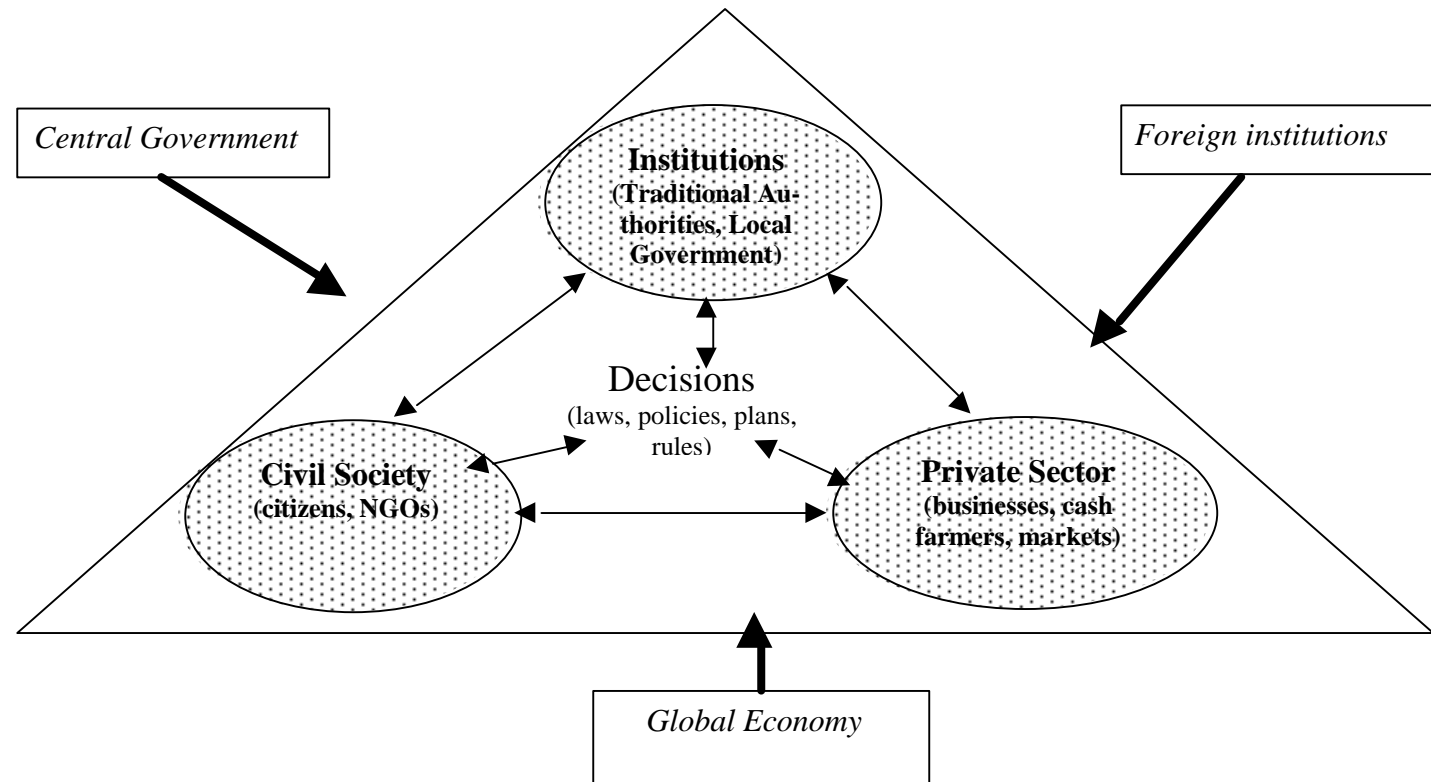 Central Government
Foreign institutions
Institutions
(Traditional Au-
thorities, Local
Government)
Decisions
(laws, policies, plans,
rules)
Civil Society
(citizens, NGOs)
Private Sector
(businesses, cash
farmers, markets)
Global Economy